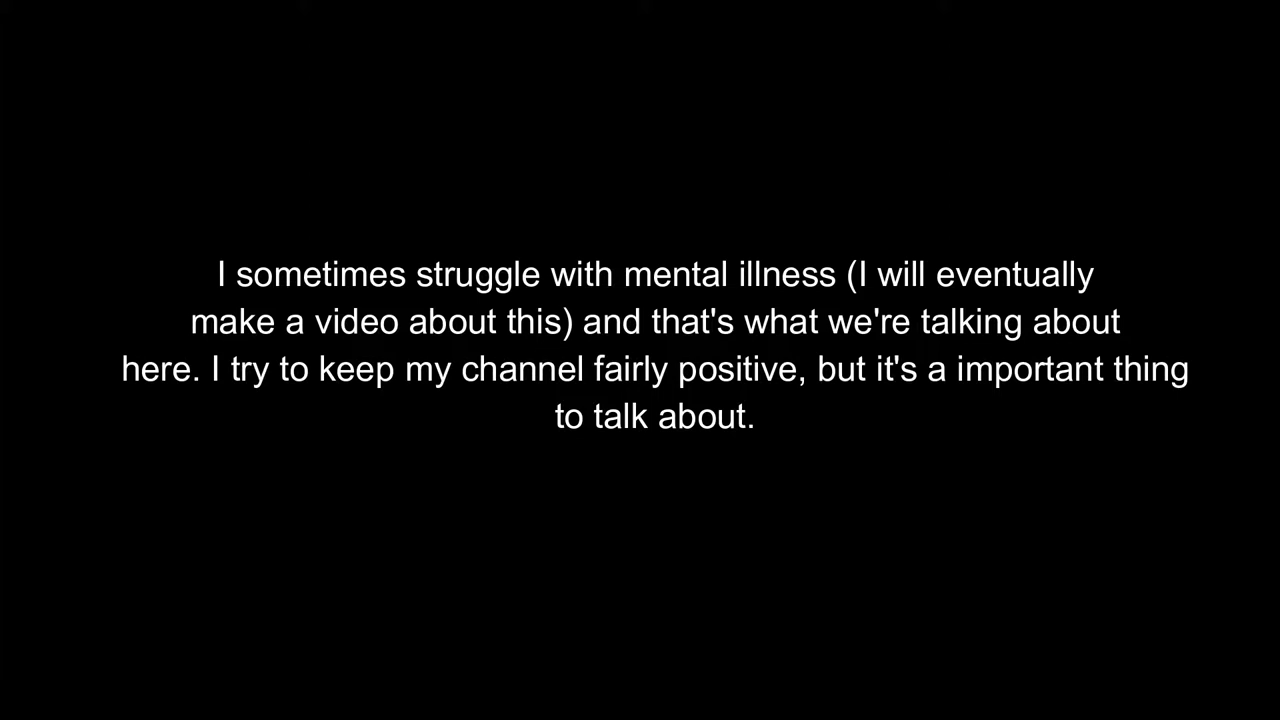 I sometimes struggle with mental illness (I will eventually
make a video about this) and that's what we're talking about
here. I try to keep my channel fairly positive, but it's a important thing
to talk about.